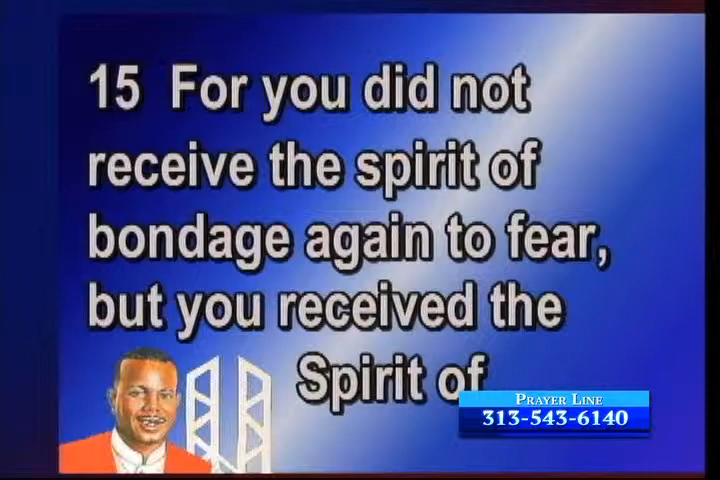 15 For you did not
receive the spirit of
bondage again to fear,
but you received the
Spirit of
PRAYER LINE
313-543-6140